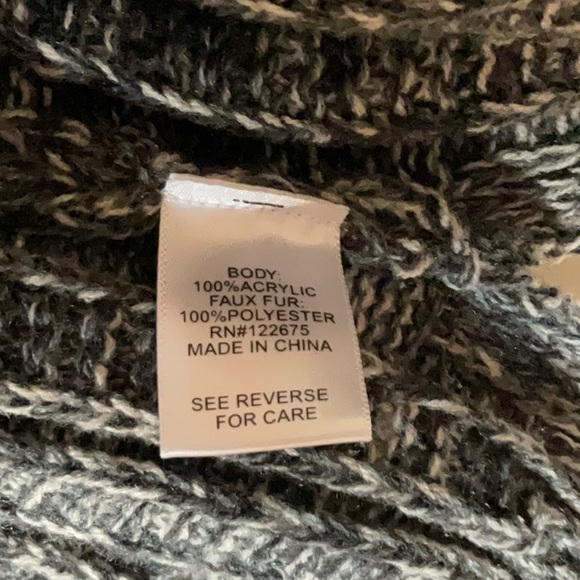 BODY:
100%ACRYLIC
FAUX FUR:
100%POLYESTER
RN#122675
MADE IN CHINA
SEE REVERSE
FOR CARE